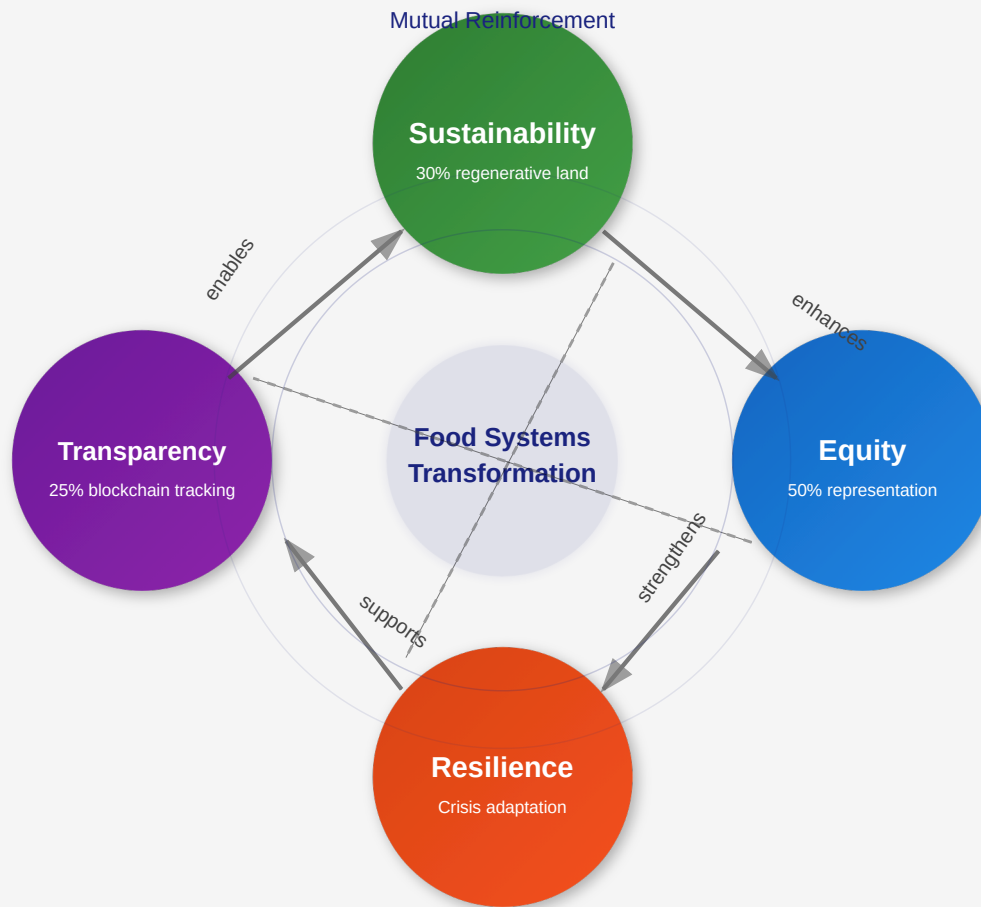 Mutual Reinforcement
Sustainability
30% regenerative land
enables
enhances
Transparency
25% blockchain tracking
Food Systems
Transformation
Equity
50% representation
strengthens
supports
Resilience
Crisis adaptation